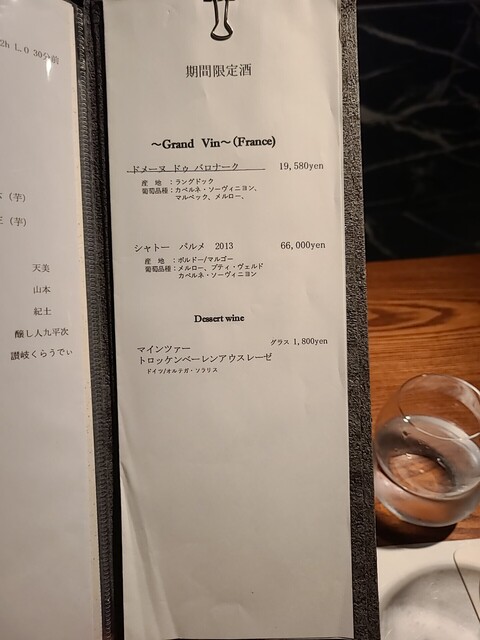 2h L.O 30分前
(芋)
(芋)
天美
山本
紀士
醸し人九平次
讃岐くらうでぃ
期間限定酒
～Grand Vin～(France)
ドメーヌ ドゥ バロナーク 19,580yen
産 地 ：ラングドック
葡萄品種：カベルネ・ソーヴィニヨン、
マルベック、メルロー、
シャトー パルメ 2013 66,000yen
産 地 ：ボルドー/マルゴー
葡萄品種：メルロー、プティ・ヴェルド
カベルネ・ソーヴィニヨン
Dessert wine
マインツァー グラス 1,800yen
トロッケンベーレンアウスレーゼ
ドイツ/オルテガ・ソラリス